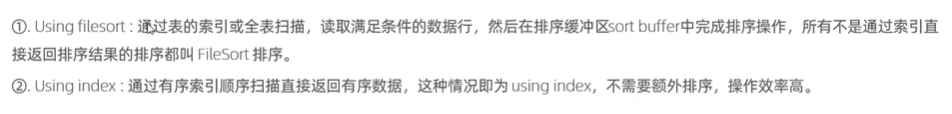 ①. Using filesort : 通过表的索引或全表扫描，读取满足条件的数据行，然后在排序缓冲区sort buffer中完成排序操作，所有不是通过索引直
接返回排序结果的排序都叫 FileSort 排序。
②. Using index : 通过有序索引顺序扫描直接返回有序数据，这种情况即为 using index，不需要额外排序，操作效率高。